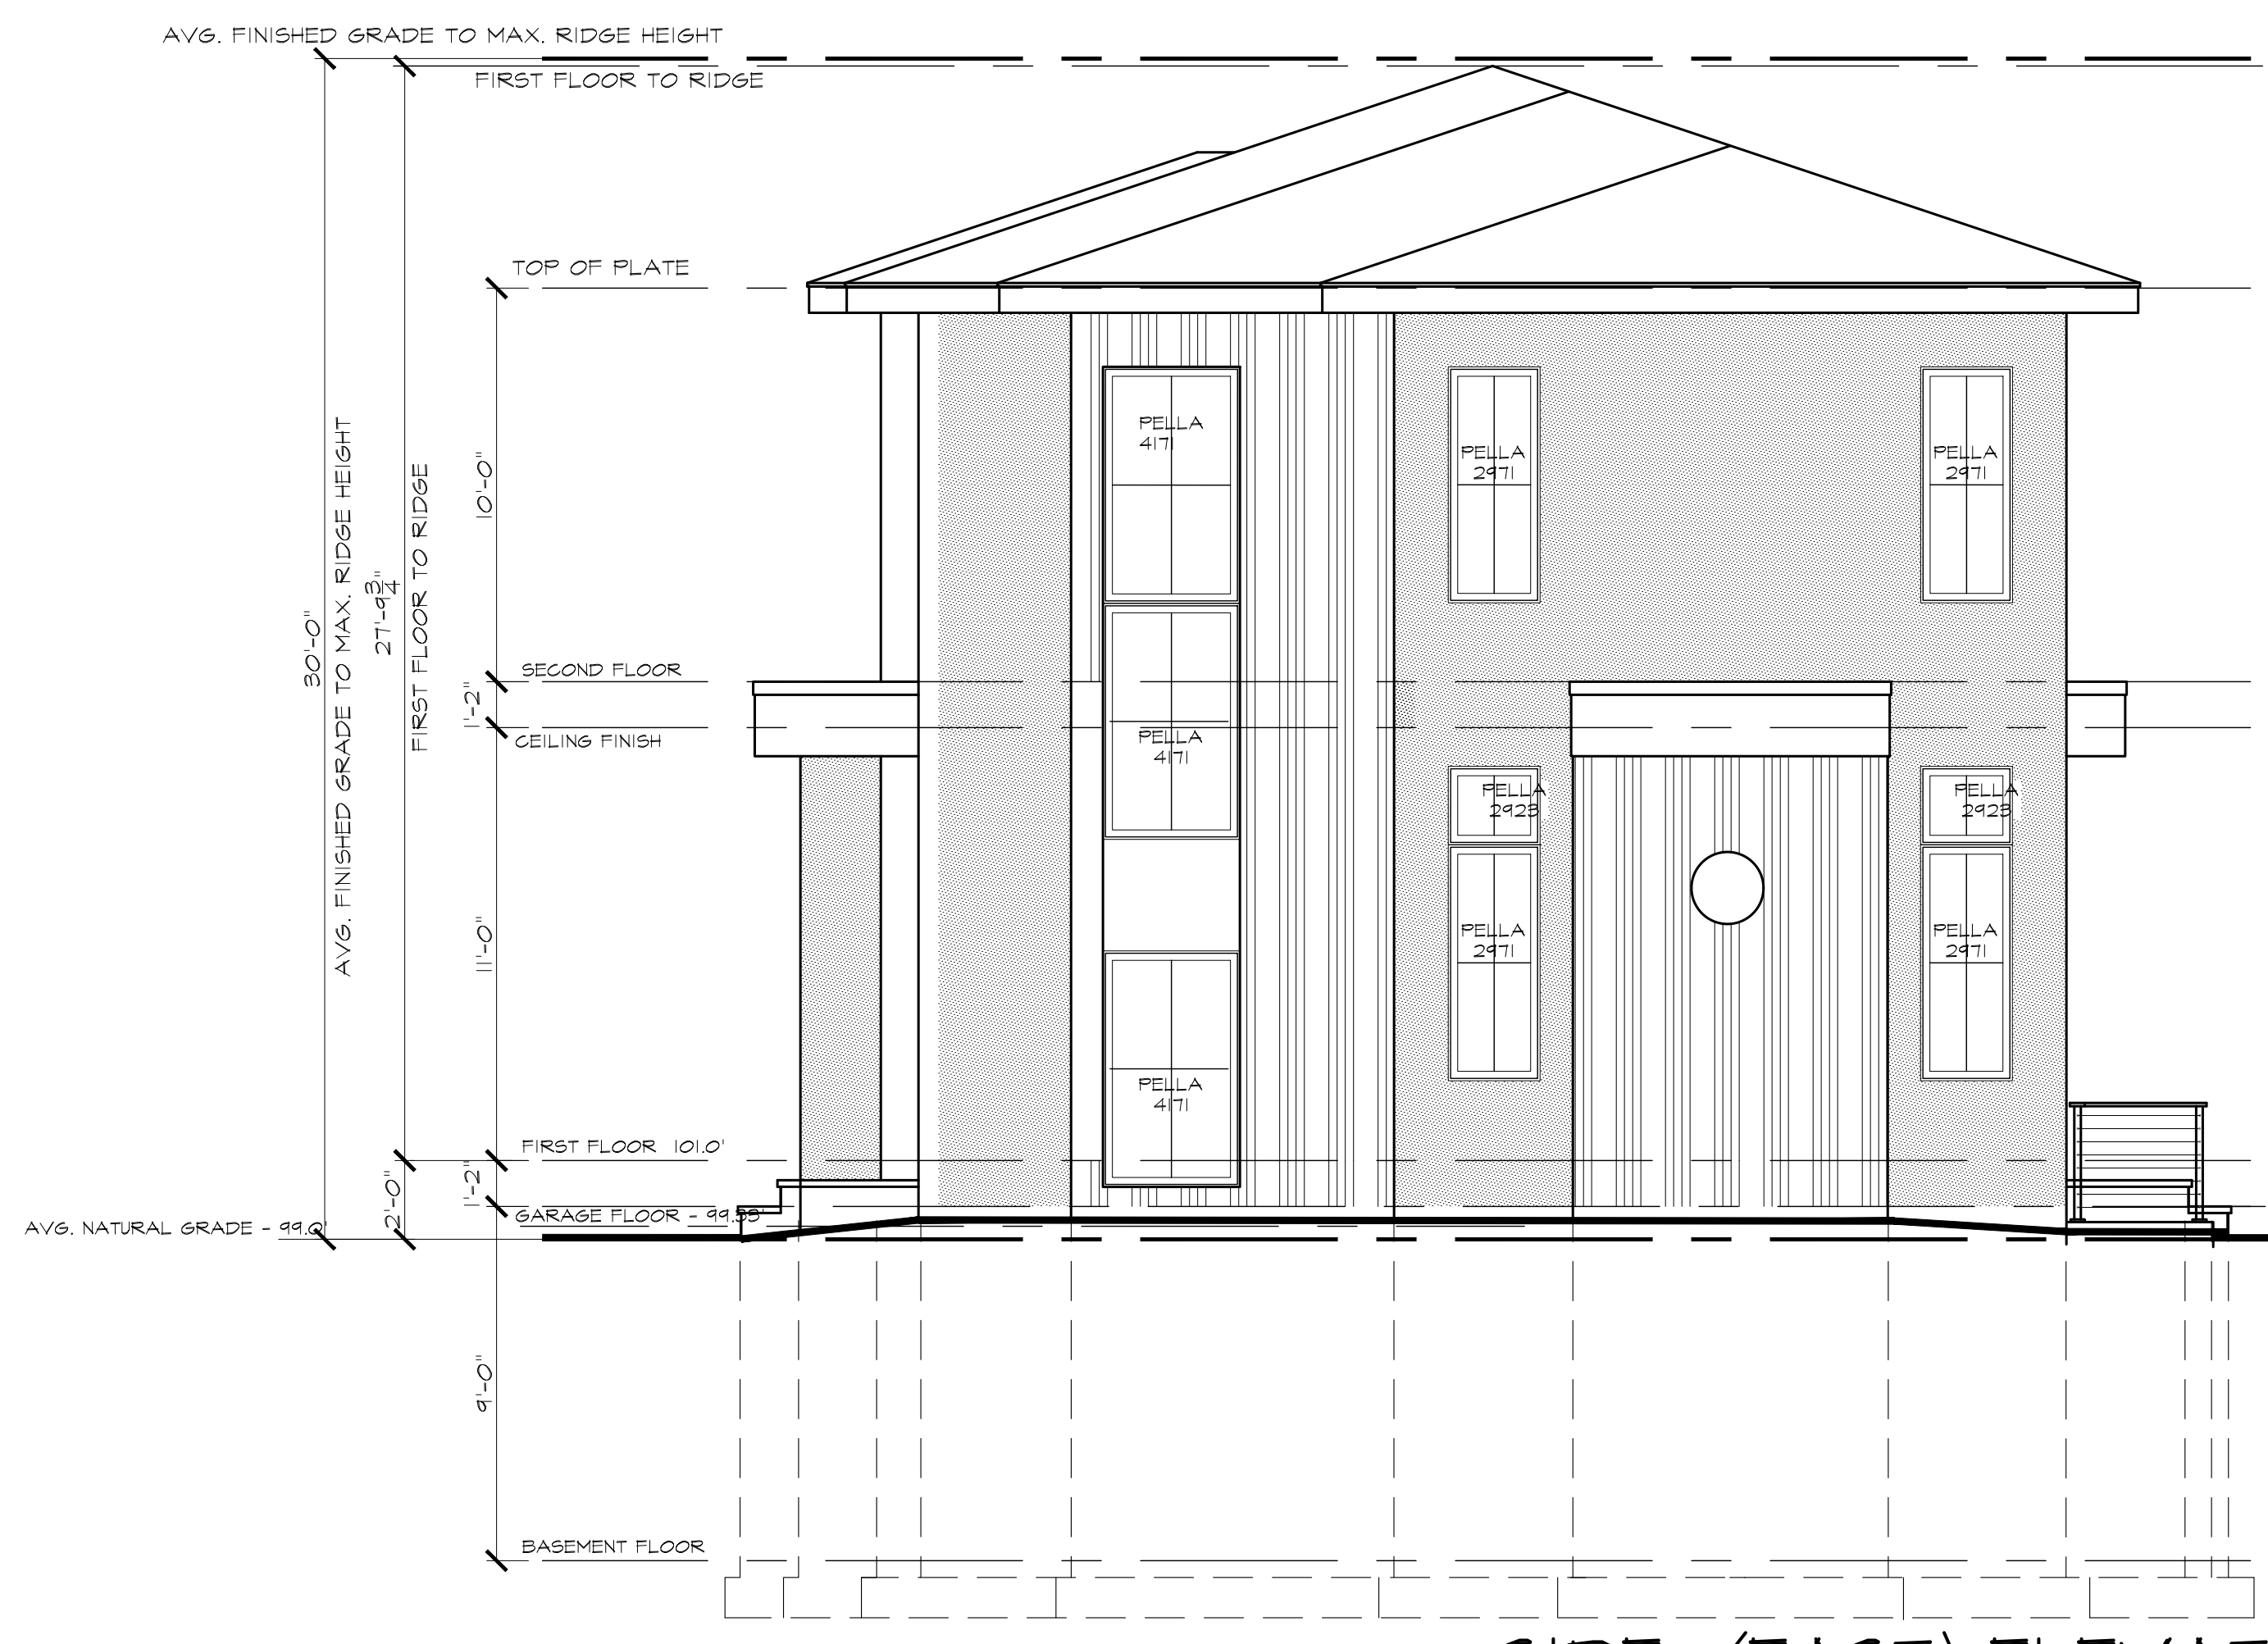 AVG. FINISHED GRADE TO MAX. RIDGE HEIGHT
FIRST FLOOR TO RIDGE
TOP OF PLATE
10'-0"
30'-0"
AVG. FINISHED GRADE TO MAX. RIDGE HEIGHT
27'-9 3/4"
FIRST FLOOR TO RIDGE
SECOND FLOOR
1'-2"
CEILING FINISH
11'-0"
FIRST FLOOR 101.0'
1'-2"
2'-0"
GARAGE FLOOR - 99.83'
AVG. NATURAL GRADE - 99.0'
9'-0"
BASEMENT FLOOR
PELLA
4171
PELLA
2971
PELLA
2971
PELLA
4171
PELLA
2923
PELLA
2923
PELLA
2971
PELLA
2971
PELLA
4171